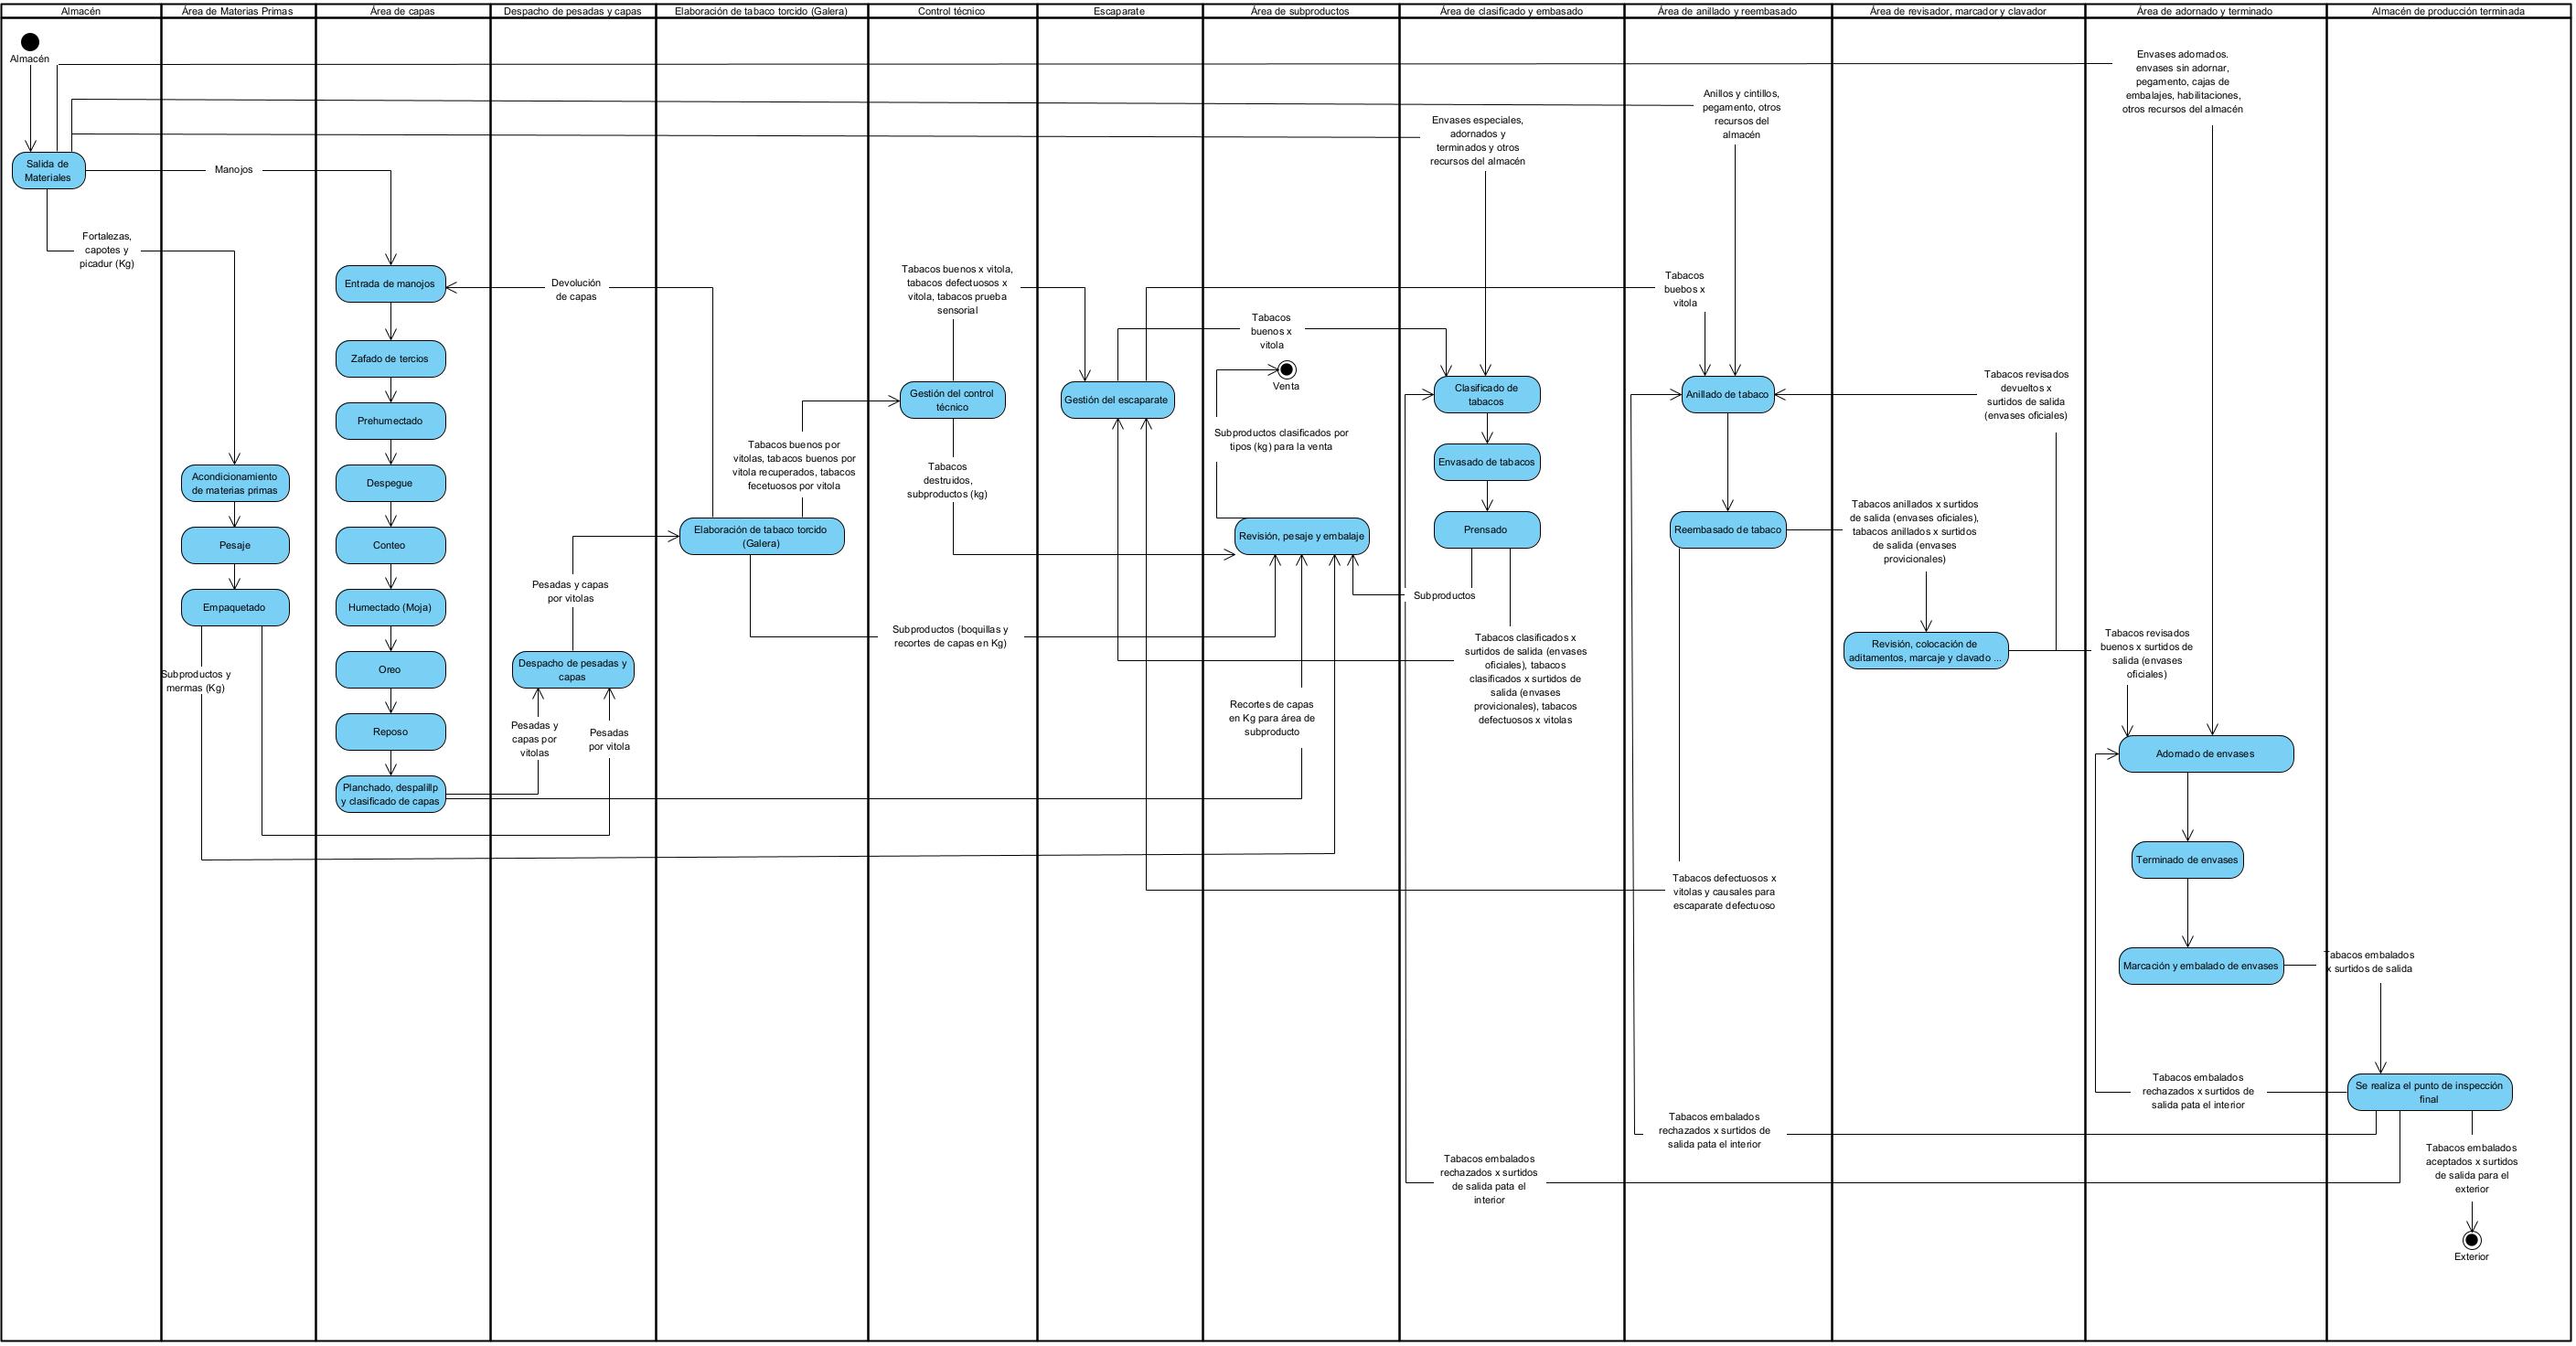 Almacén
Área de Materias Primas
Área de capas
Despacho de pesadas y capas
Elaboración de tabaco torcido (Galera)
Control técnico
Escaparate
Área de subproductos
Área de clasificado y embasado
Área de anillado y reembasado
Área de revisador, marcador y clavador
Área de adornado y terminado
Almacén de producción terminada
Almacén
Salida de
Materiales
Manojos
Fortalezas,
capotes y
picadur (Kg)
Acondicionamiento
de materias primas
Pesaje
Empaquetado
Subproductos y
mermas (Kg)
Entrada de manojos
Zafado de tercios
Prehumectado
Despegue
Conteo
Humectado (Moja)
Oreo
Reposo
Planchado, despalillp
y clasificado de capas
Devolución
de capas
Pesadas y capas
por vitolas
Despacho de pesadas y
capas
Pesadas y
capas por
vitolas
Pesadas
por vitola
Tabacos buenos por
vitolas, tabacos buenos por
vitola recuperados, tabacos
fecetuosos por vitola
Elaboración de tabaco torcido
(Galera)
Tabacos buenos x vitola,
tabacos defectuosos x
vitola, tabacos prueba
sensorial
Gestión del control
técnico
Tabacos
destruidos,
subproductos (kg)
Subproductos (boquillas y
recortes de capas en Kg)
Gestión del escaparate
Tabacos
buenos x
vitola
Venta
Subproductos clasificados por
tipos (kg) para la venta
Revisión, pesaje y embalaje
Recortes de capas
en Kg para área de
subproducto
Envases especiales,
adornados y
terminados y otros
recursos del almacén
Clasificado de
tabacos
Envasado de tabacos
Prensado
Subproductos
Tabacos clasificados x
surtidos de salida (envases
oficiales), tabacos
clasificados x surtidos de
salida (envases
provicionales), tabacos
defectuosos x vitolas
Tabacos embalados
rechazados x surtidos
de salida pata el
interior
Anillos y cintillos,
pegamento, otros
recursos del
almacén
Tabacos
buebos x
vitola
Anillado de tabaco
Reembasado de tabaco
Tabacos defectuosos x
vitolas y causales para
escaparate defectuoso
Tabacos embalados
rechazados x surtidos de
salida pata el interior
Tabacos revisados
devueltos x
surtidos de salida
(envases oficiales)
Tabacos anillados x surtidos
de salida (envases oficiales),
tabacos anillados x surtidos
de salida (envases
provicionales)
Revisión, colocación de
aditamentos, marcaje y clavado ...
Envases adornados.
envases sin adornar,
pegamento, cajas de
embalajes, habilitaciones,
otros recursos del almacén
Tabacos revisados
buenos x surtidos de
salida (envases
oficiales)
Adornado de envases
Terminado de envases
Marcación y embalado de envases
Tabacos embalados
rechazados x surtidos de
salida pata el interior
Tabacos embalados
x surtidos de salida
Se realiza el punto de inspección
final
Tabacos embalados
aceptados x surtidos
de salida para el
exterior
Exterior